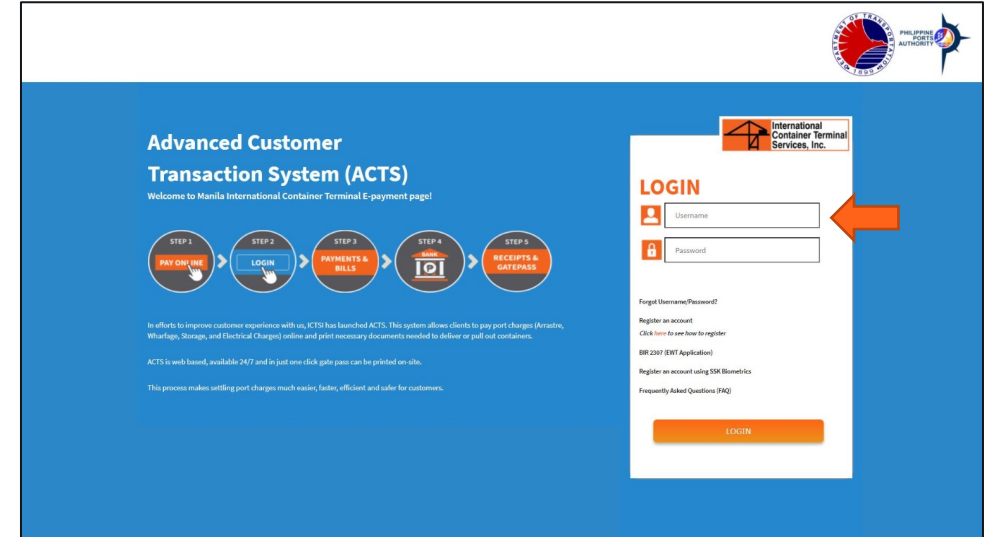 DEPARTMENT OF TRANSPORTATION
1899
PHILIPPINE
PORTS
AUTHORITY
International
Container Terminal
Services, Inc.
Advanced Customer
Transaction System (ACTS)
Welcome to Manila International Container Terminal E-payment page!
STEP 1
PAY ONLINE
STEP 2
LOGIN
STEP 3
PAYMENTS &
BILLS
STEP 4
BANK
STEP 5
RECEIPTS &
GATEPASS
In efforts to improve customer experience with us, ICTSI has launched ACTS. This system allows clients to pay port charges (Arrastre,
Wharfage, Storage, and Electrical Charges) online and print necessary documents needed to deliver or pull out containers.
ACTS is web based, available 24/7 and in just one click gate pass can be printed on-site.
This process makes settling port charges much easier, faster, efficient and safer for customers.
LOGIN
Username
Password
Forgot Username/Password?
Register an account
Click here to see how to register
BIR 2307 (EWT Application)
Register an account using SSK Biometrics
Frequently Asked Questions (FAQ)
LOGIN